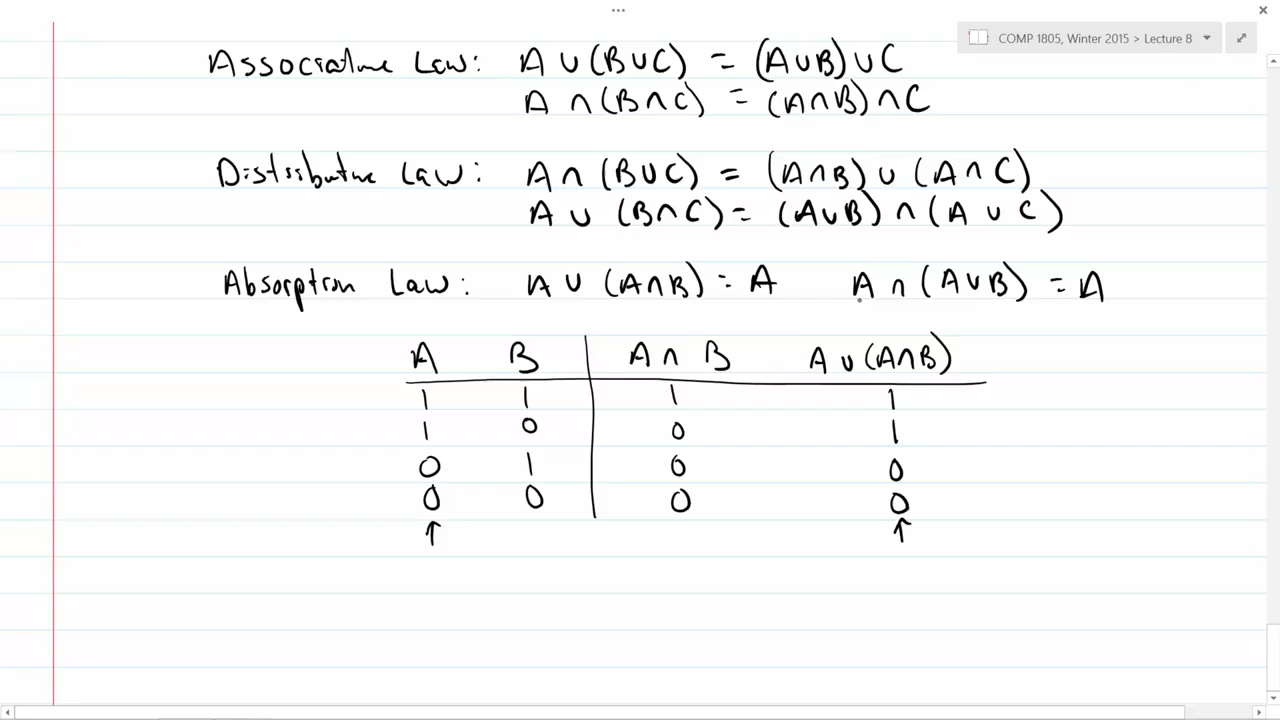 ...
COMP 1805, Winter 2015 > Lecture 8
Associative Law: A ∪ (B ∪ C) = (A ∪ B) ∪ C
A ∩ (B ∩ C) = (A ∩ B) ∩ C
Distributive Law: A ∩ (B ∪ C) = (A ∩ B) ∪ (A ∩ C)
A ∪ (B ∩ C) = (A ∪ B) ∩ (A ∪ C)
Absorption Law: A ∪ (A ∩ B) = A A ∩ (A ∪ B) = A
A B A ∩ B A ∪ (A ∩ B)
1 1 1 1
1 0 0 1
0 1 0 0
0 0 0 0
↑ ↑